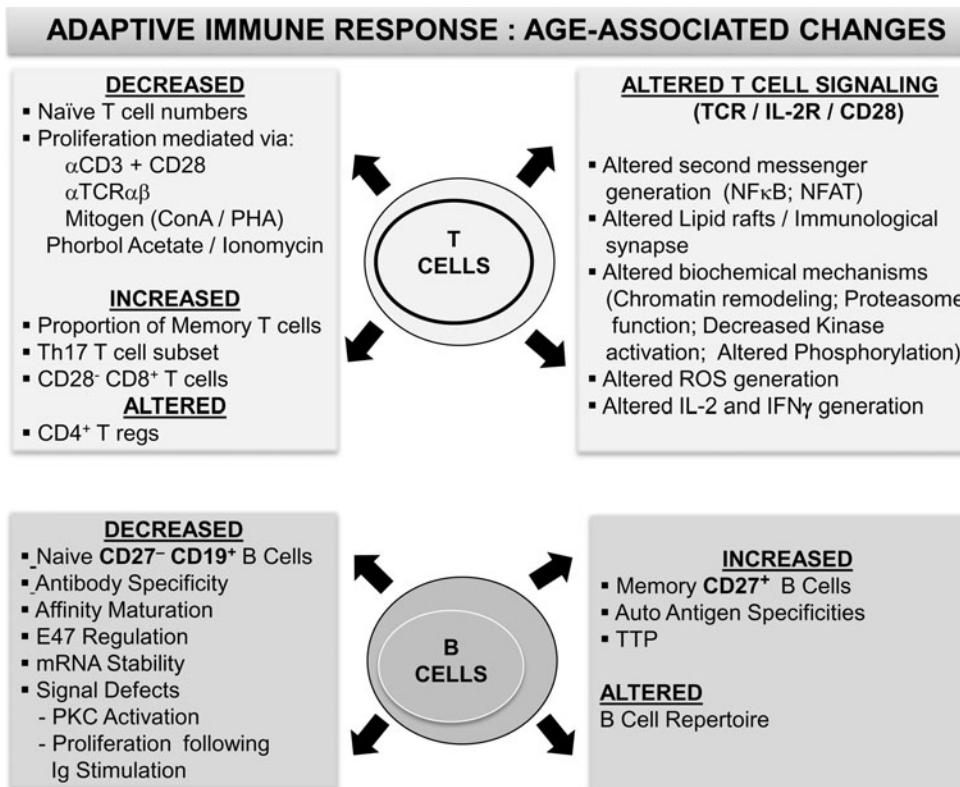 ADAPTIVE IMMUNE RESPONSE : AGE-ASSOCIATED CHANGES
DECREASED
▪ Naïve T cell numbers
▪ Proliferation mediated via:
αCD3 + CD28
αTCRαβ
Mitogen (ConA / PHA)
Phorbol Acetate / Ionomycin
INCREASED
▪ Proportion of Memory T cells
▪ Th17 T cell subset
▪ CD28⁻ CD8⁺ T cells
ALTERED
▪ CD4⁺ T regs
T
CELLS
ALTERED T CELL SIGNALING
(TCR / IL-2R / CD28)
▪ Altered second messenger
generation (NFκB; NFAT)
▪ Altered Lipid rafts / Immunological
synapse
▪ Altered biochemical mechanisms
(Chromatin remodeling; Proteasome
function; Decreased Kinase
activation; Altered Phosphorylation)
▪ Altered ROS generation
▪ Altered IL-2 and IFNγ generation
DECREASED
▪ Naive CD27⁻ CD19⁺ B Cells
▪ Antibody Specificity
▪ Affinity Maturation
▪ E47 Regulation
▪ mRNA Stability
▪ Signal Defects
- PKC Activation
- Proliferation following
Ig Stimulation
B
CELLS
INCREASED
▪ Memory CD27⁺ B Cells
▪ Auto Antigen Specificities
▪ TTP
ALTERED
B Cell Repertoire